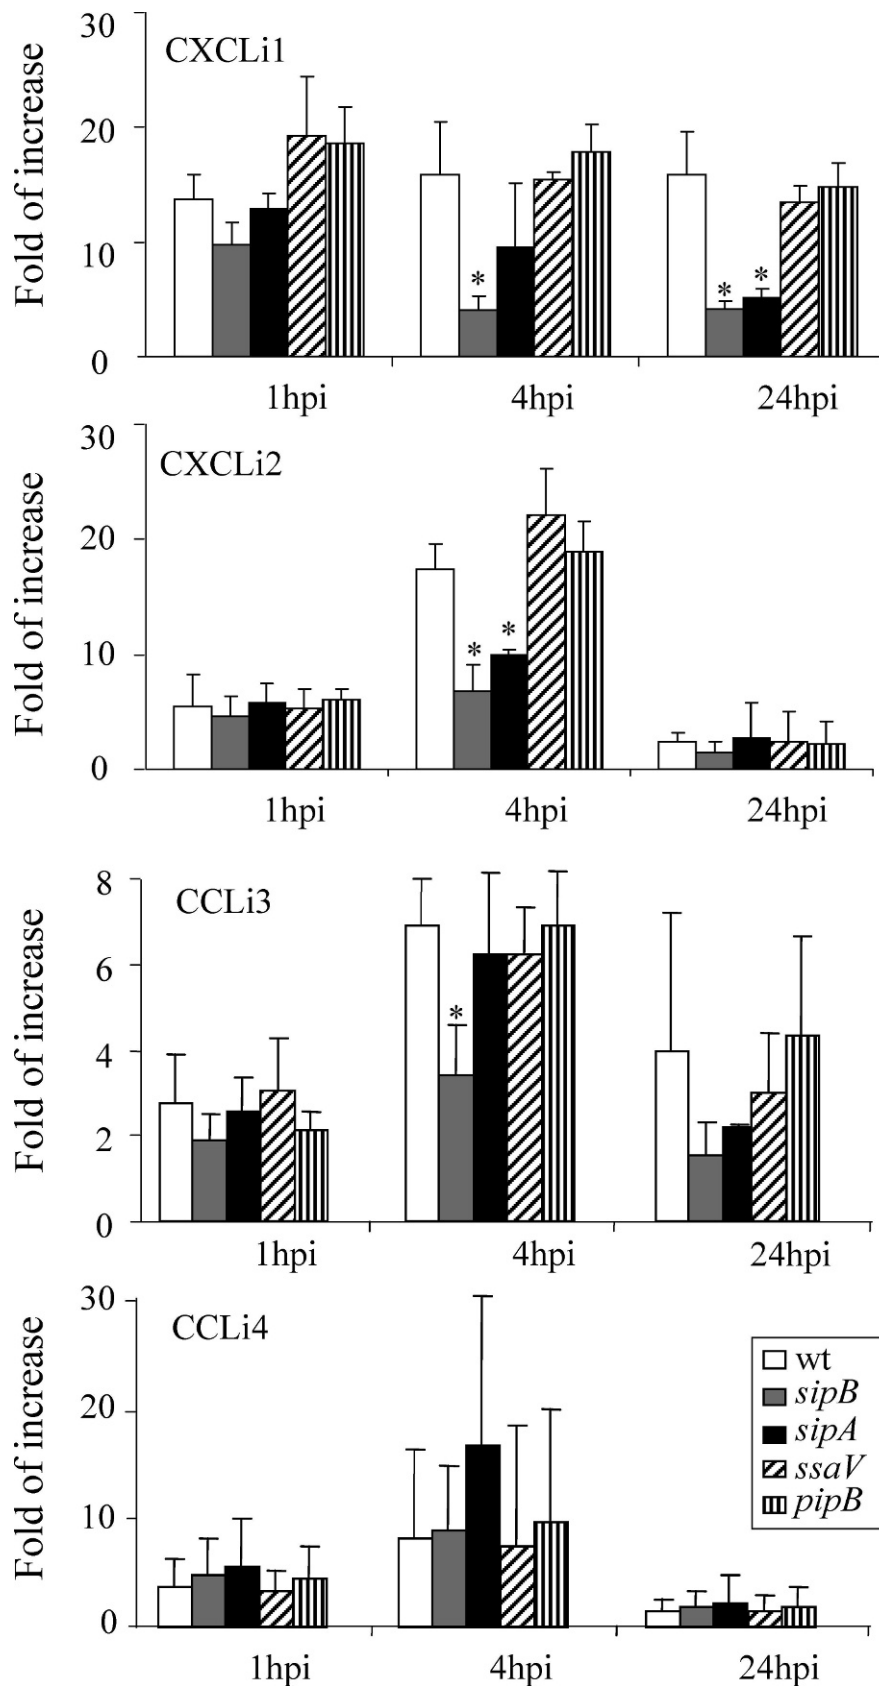 CXCLi1
Fold of increase
30
20
10
0
*
*
*
1hpi
4hpi
24hpi
CXCLi2
Fold of increase
30
20
10
0
*
*
1hpi
4hpi
24hpi
CCLi3
Fold of increase
8
6
4
2
0
*
1hpi
4hpi
24hpi
CCLi4
Fold of increase
30
20
10
0
1hpi
4hpi
24hpi
wt
sipB
sipA
ssaV
pipB